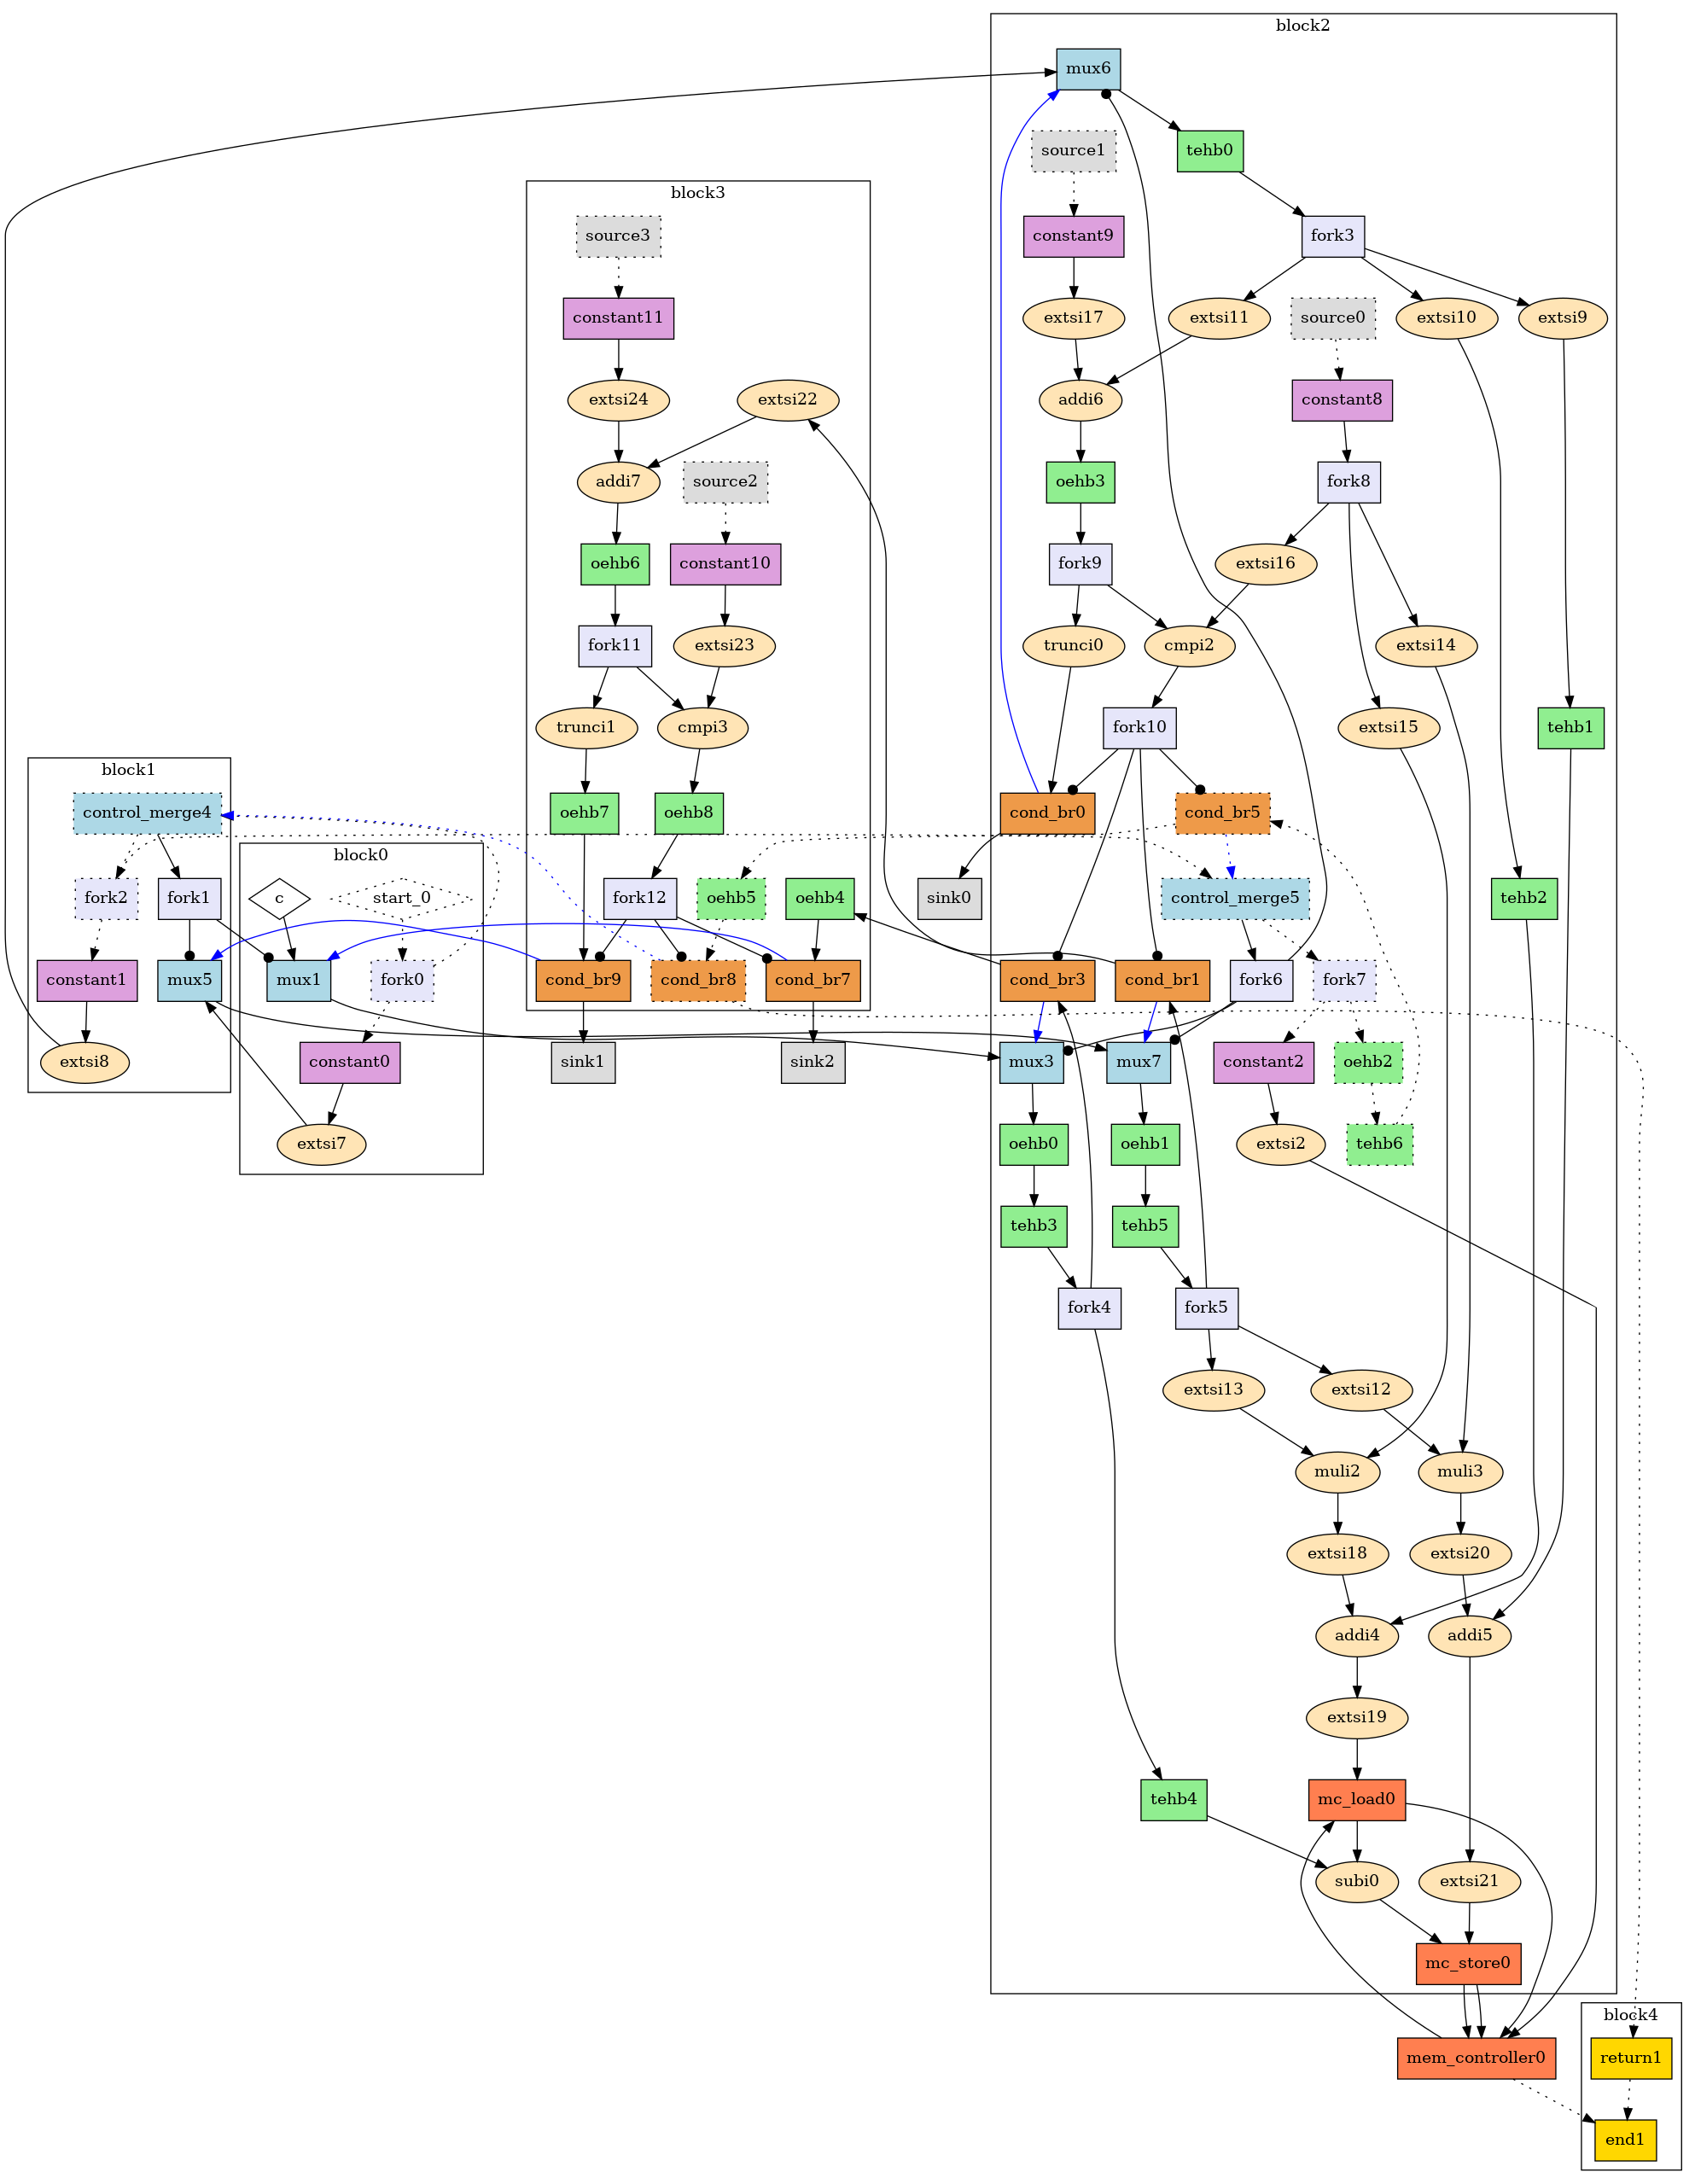 block2
mux6
source1
tehb0
block3
source3
constant9
fork3
constant11
extsi17
extsi11
source0
extsi10
extsi9
extsi24
extsi22
addi6
constant8
addi7
source2
oehb3
fork8
oehb6
constant10
fork9
extsi16
fork11
extsi23
trunci0
cmpi2
extsi14
trunci1
cmpi3
fork10
extsi15
tehb1
block1
control_merge4
oehb7
oehb8
cond_br0
cond_br5
block0
fork2
fork1
c
start_0
fork12
oehb5
oehb4
sink0
control_merge5
tehb2
constant1
mux5
mux1
fork0
cond_br9
cond_br8
cond_br7
cond_br3
cond_br1
fork6
fork7
extsi8
constant0
sink1
sink2
mux3
mux7
constant2
oehb2
extsi7
oehb0
oehb1
extsi2
tehb6
tehb3
tehb5
fork4
fork5
extsi13
extsi12
muli2
muli3
extsi18
extsi20
addi4
addi5
extsi19
tehb4
mc_load0
subi0
extsi21
mc_store0
block4
mem_controller0
return1
end1